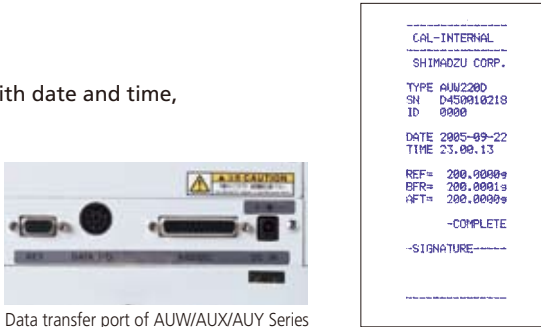 ith date and time,
CAUTION
DATA I/O
RS232C
DC IN
Data transfer port of AUW/AUX/AUY Series
CAL-INTERNAL
SHIMADZU CORP.
TYPE AUW220D
SN D450010218
ID 0000
DATE 2005-09-22
TIME 23.00.13
REF= 200.0000g
BFR= 200.0001g
AFT= 200.0000g
-COMPLETE
-SIGNATURE-----